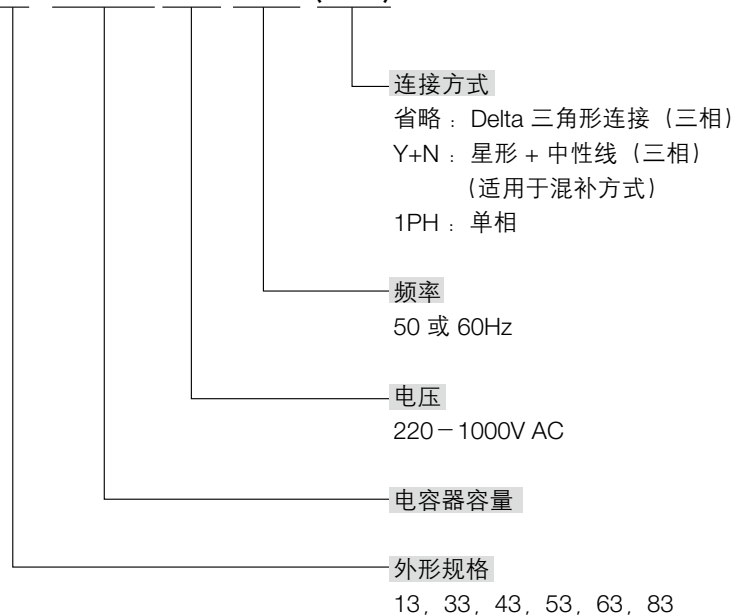 连接方式
省略 : Delta 三角形连接 (三相)
Y+N : 星形 + 中性线 (三相)
(适用于混补方式)
1PH : 单相
频率
50 或 60Hz
电压
220－1000V AC
电容器容量
外形规格
13, 33, 43, 53, 63, 83